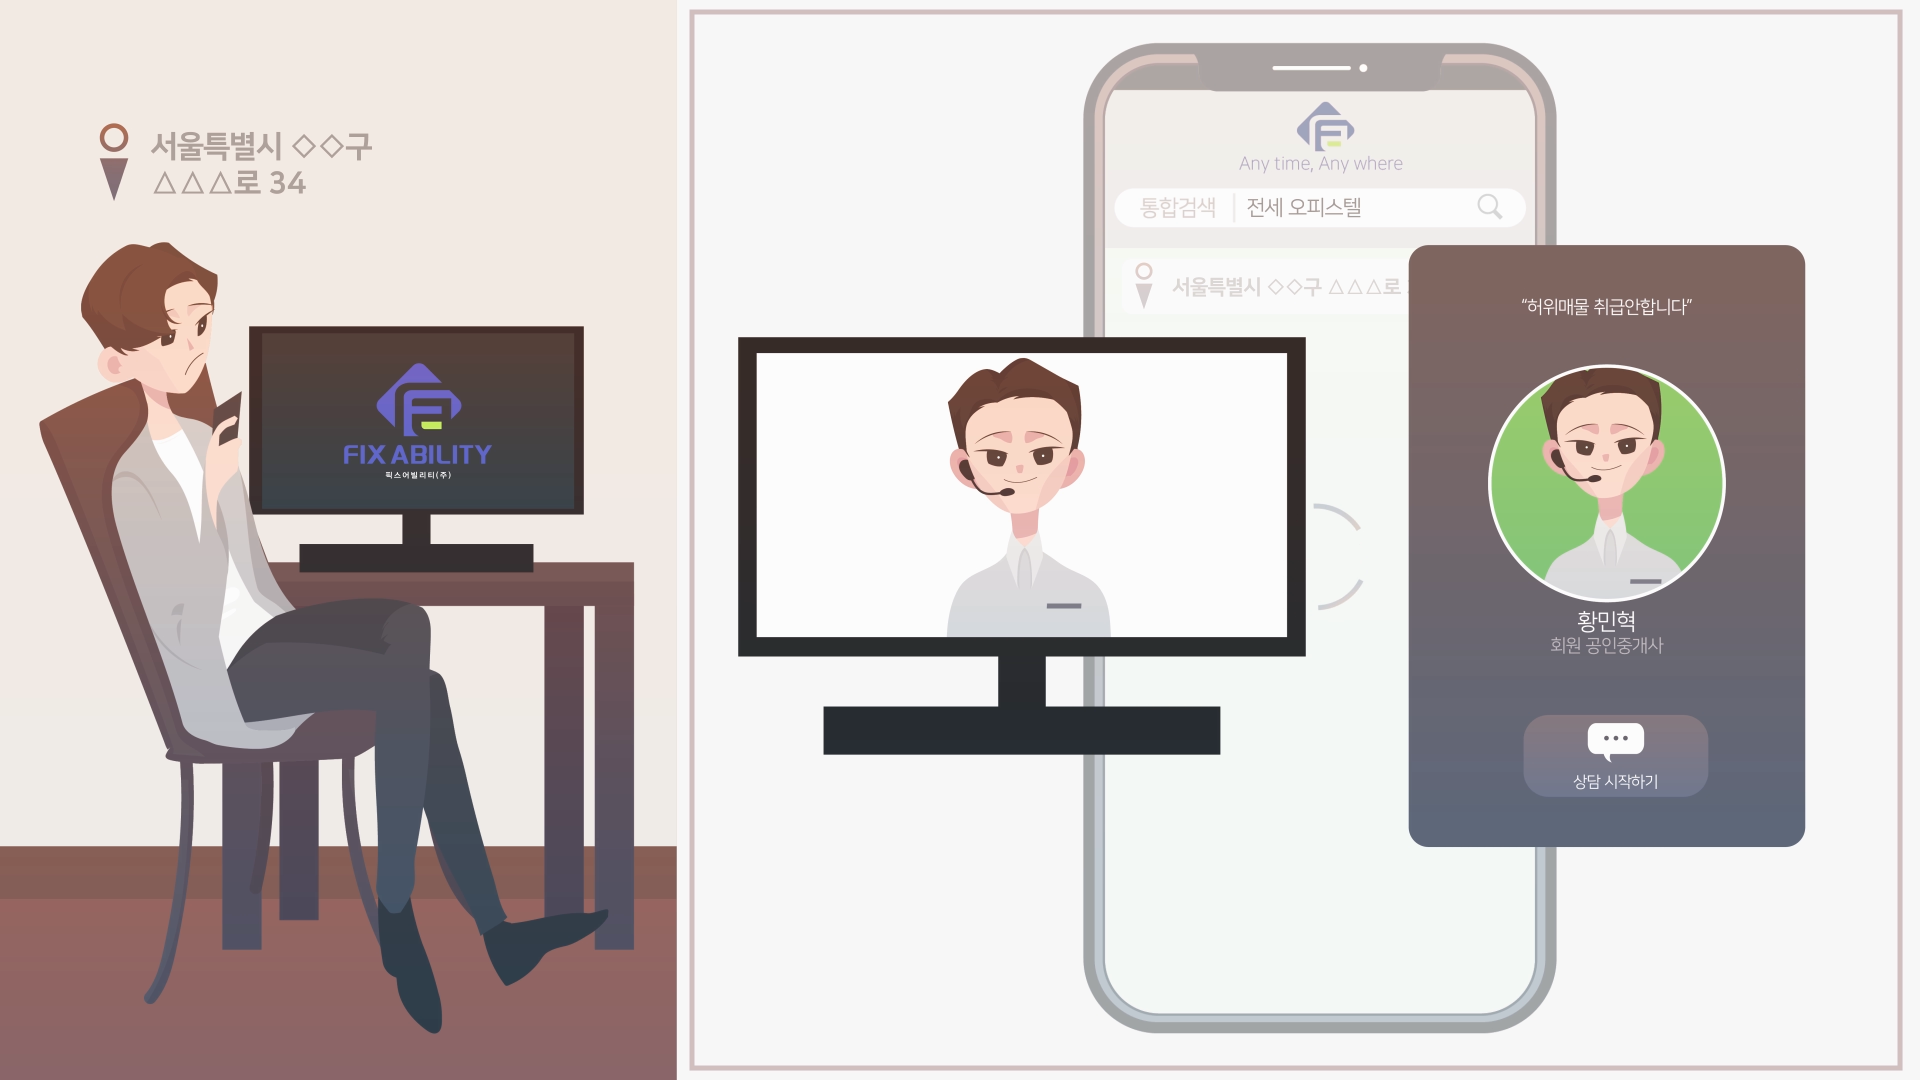 서울특별시 ◇◇구
△△△로 34
FIX ABILITY
픽스어빌리티(주)
Any time, Any where
통합검색 전세 오피스텔
서울특별시 ◇◇구 △△△로
“허위매물 취급안합니다”
황민혁
회원 공인중개사
상담 시작하기